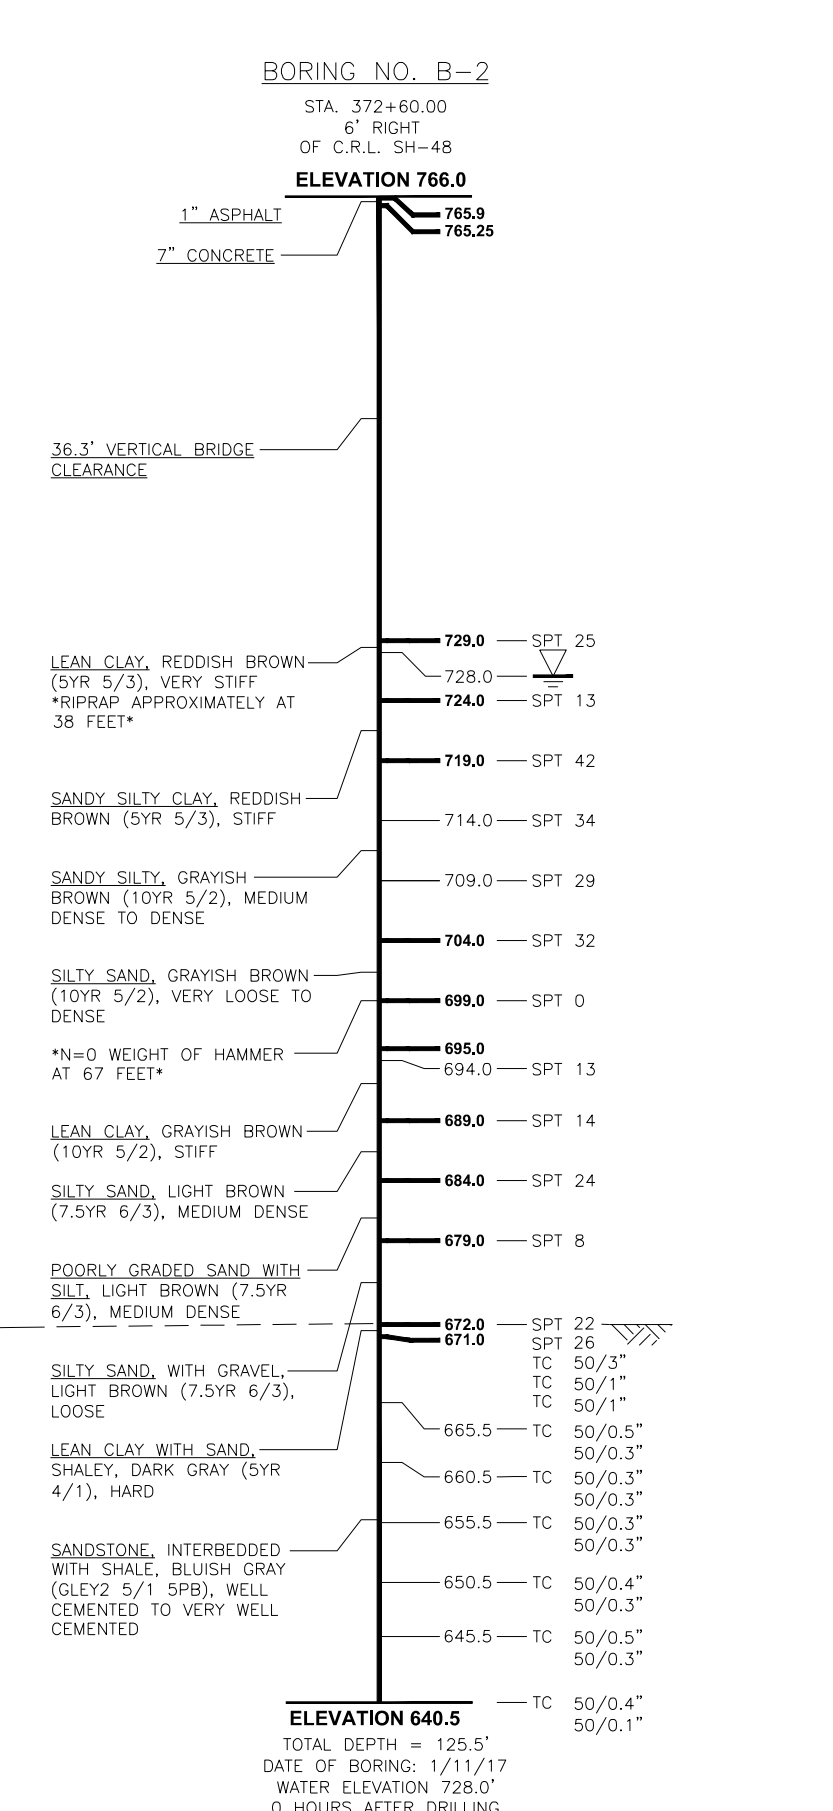 BORING NO. B-2
STA. 372+60.00
6' RIGHT
OF C.R.L. SH-48
ELEVATION 766.0
1" ASPHALT
765.9
765.25
7" CONCRETE
36.3' VERTICAL BRIDGE
CLEARANCE
729.0 SPT 25
LEAN CLAY, REDDISH BROWN
(5YR 5/3), VERY STIFF
*RIPRAP APPROXIMATELY AT
38 FEET*
728.0
724.0 SPT 13
719.0 SPT 42
SANDY SILTY CLAY, REDDISH
BROWN (5YR 5/3), STIFF
714.0 SPT 34
SANDY SILTY, GRAYISH
BROWN (10YR 5/2), MEDIUM
DENSE TO DENSE
709.0 SPT 29
704.0 SPT 32
SILTY SAND, GRAYISH BROWN
(10YR 5/2), VERY LOOSE TO
DENSE
699.0 SPT 0
*N=0 WEIGHT OF HAMMER
AT 67 FEET*
695.0
694.0 SPT 13
LEAN CLAY, GRAYISH BROWN
(10YR 5/2), STIFF
689.0 SPT 14
SILTY SAND, LIGHT BROWN
(7.5YR 6/3), MEDIUM DENSE
684.0 SPT 24
679.0 SPT 8
POORLY GRADED SAND WITH
SILT, LIGHT BROWN (7.5YR
6/3), MEDIUM DENSE
672.0 SPT 22
671.0 SPT 26
TC 50/3"
TC 50/1"
TC 50/1"
SILTY SAND, WITH GRAVEL,
LIGHT BROWN (7.5YR 6/3),
LOOSE
665.5 TC 50/0.5"
50/0.3"
LEAN CLAY WITH SAND,
SHALEY, DARK GRAY (5YR
4/1), HARD
660.5 TC 50/0.3"
50/0.3"
655.5 TC 50/0.3"
50/0.3"
SANDSTONE, INTERBEDDED
WITH SHALE, BLUISH GRAY
(GLEY2 5/1 5PB), WELL
CEMENTED TO VERY WELL
CEMENTED
650.5 TC 50/0.4"
50/0.3"
645.5 TC 50/0.5"
50/0.3"
TC 50/0.4"
50/0.1"
ELEVATION 640.5
TOTAL DEPTH = 125.5'
DATE OF BORING: 1/11/17
WATER ELEVATION 728.0'
0 HOURS AFTER DRILLING